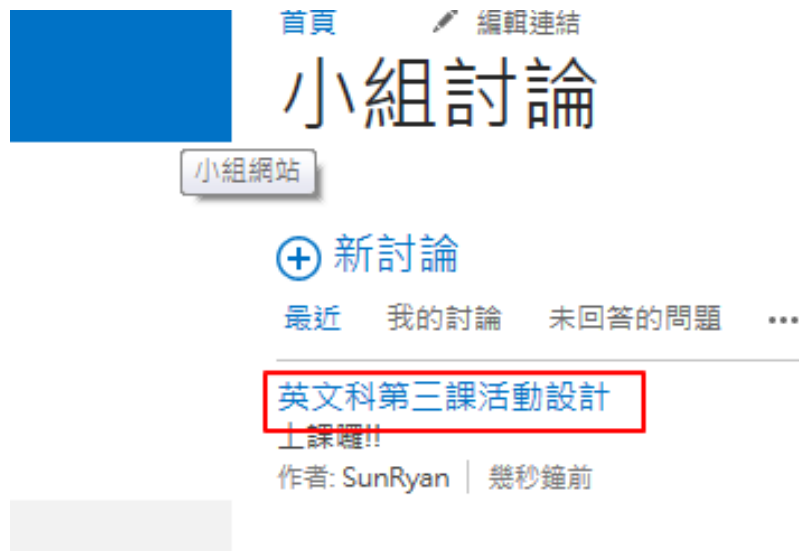 首頁 編輯連結
小組討論
小組網站
新討論
最近 我的討論 未回答的問題 •••
英文科第三課活動設計
上課囉!!
作者: SunRyan | 幾秒鐘前